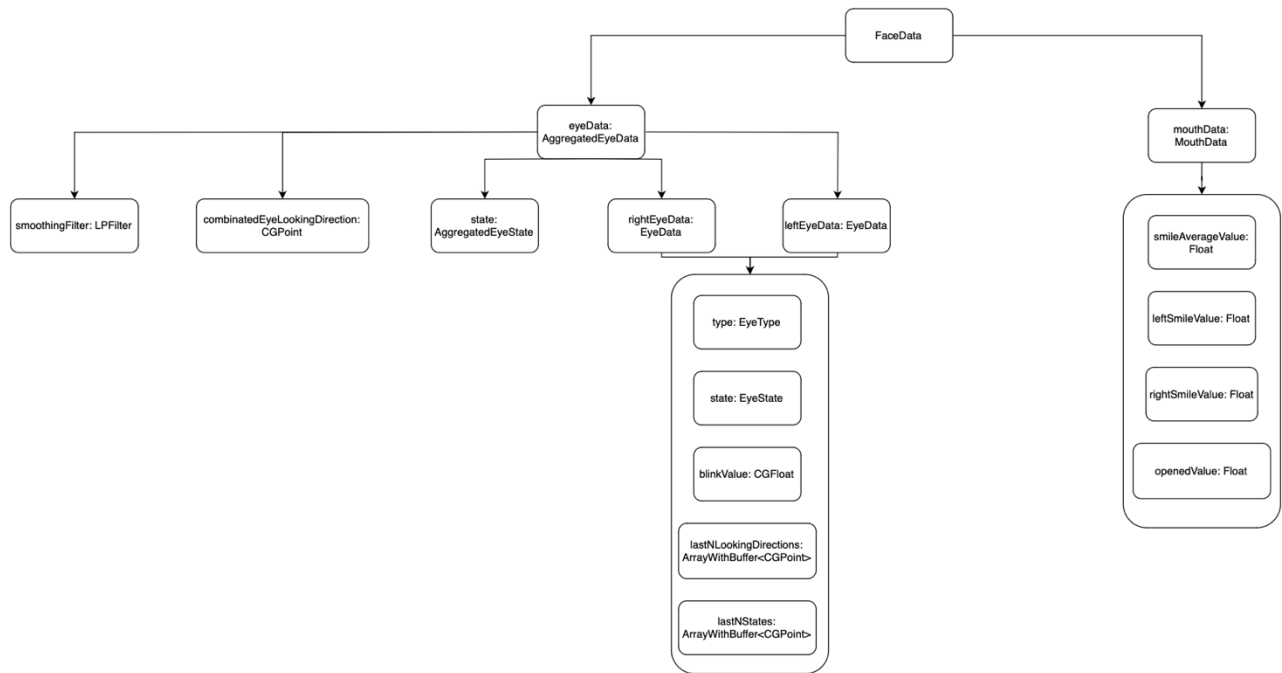 FaceData
eyeData:
AggregatedEyeData
mouthData:
MouthData
smoothingFilter: LPFilter
combinatedEyeLookingDirection:
CGPoint
state:
AggregatedEyeState
rightEyeData:
EyeData
leftEyeData: EyeData
type: EyeType
state: EyeState
blinkValue: CGFloat
lastNLookingDirections:
ArrayWithBuffer<CGPoint>
lastNStates:
ArrayWithBuffer<CGPoint>
smileAverageValue:
Float
leftSmileValue: Float
rightSmileValue: Float
openedValue: Float